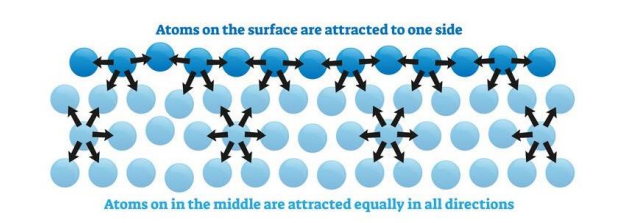 Atoms on the surface are attracted to one side
Atoms on in the middle are attracted equally in all directions